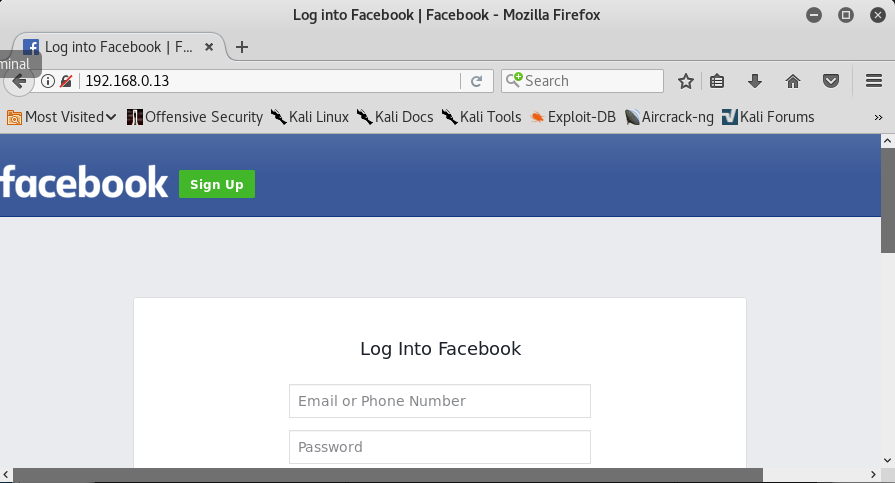 Log into Facebook | Facebook - Mozilla Firefox
Log into Facebook | F...
minal
192.168.0.13
Search
Most Visited Offensive Security Kali Linux Kali Docs Kali Tools Exploit-DB Aircrack-ng Kali Forums
facebook Sign Up
Log Into Facebook
Email or Phone Number
Password